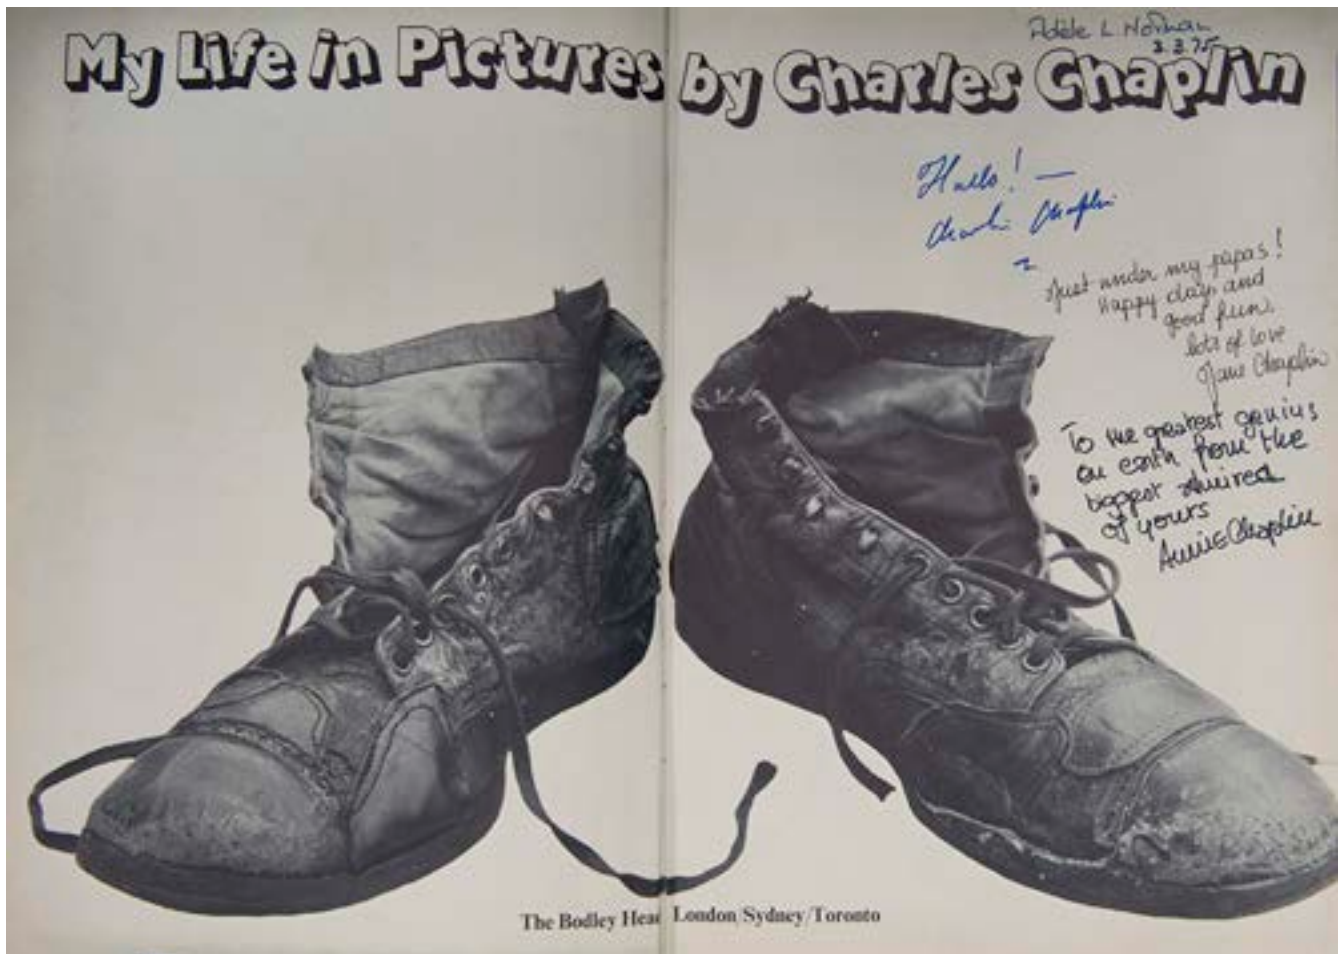 My Life in Pictures by Charles Chaplin
Adèle L. Norman
3.3.75
Hallo! —
Charlie Chaplin
Just under my papas!
Happy days and
good fun.
lots of love
Jane Chaplin
To the greatest genius
on earth from the
biggest
of yours
Annie Chaplin
The Bodley Head London/Sydney/Toronto